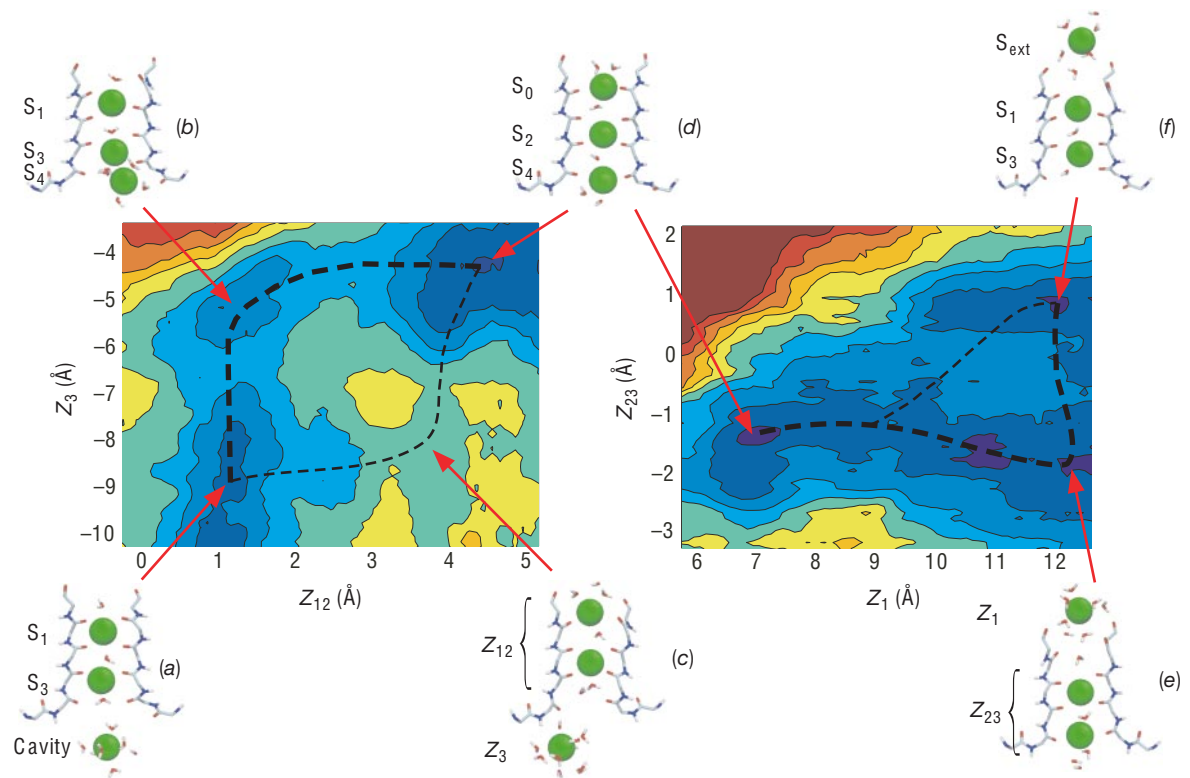 S1
S3
S4
(b)
S0
S2
S4
(d)
Sext
S1
S3
(f)
−4
−5
−6
−7
−8
−9
−10
Z3 (Å)
0 1 2 3 4 5
Z12 (Å)
2
1
0
−1
−2
−3
Z23 (Å)
6 7 8 9 10 11 12
Z1 (Å)
S1
S3
Cavity
(a)
Z12
Z3
(c)
Z1
Z23
(e)